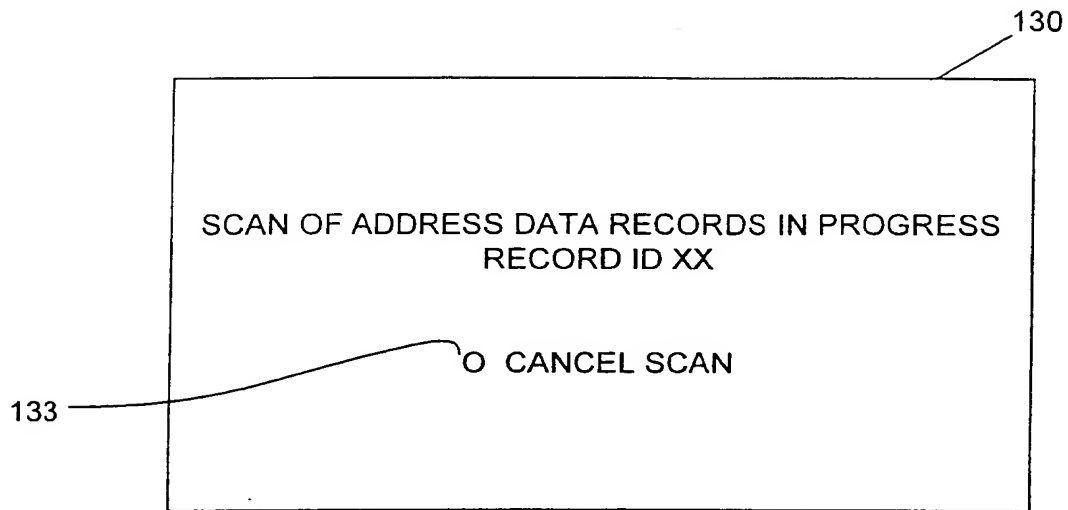 130
SCAN OF ADDRESS DATA RECORDS IN PROGRESS
RECORD ID XX
O CANCEL SCAN
133